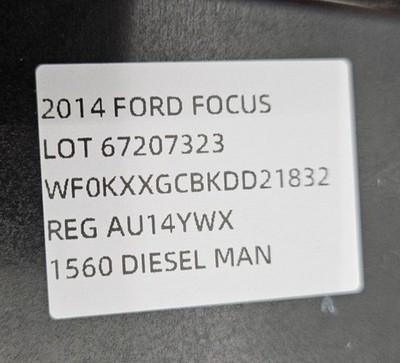 2014 FORD FOCUS
LOT 67207323
WF0KXXGCBKDD21832
REG AU14YWX
1560 DIESEL MAN